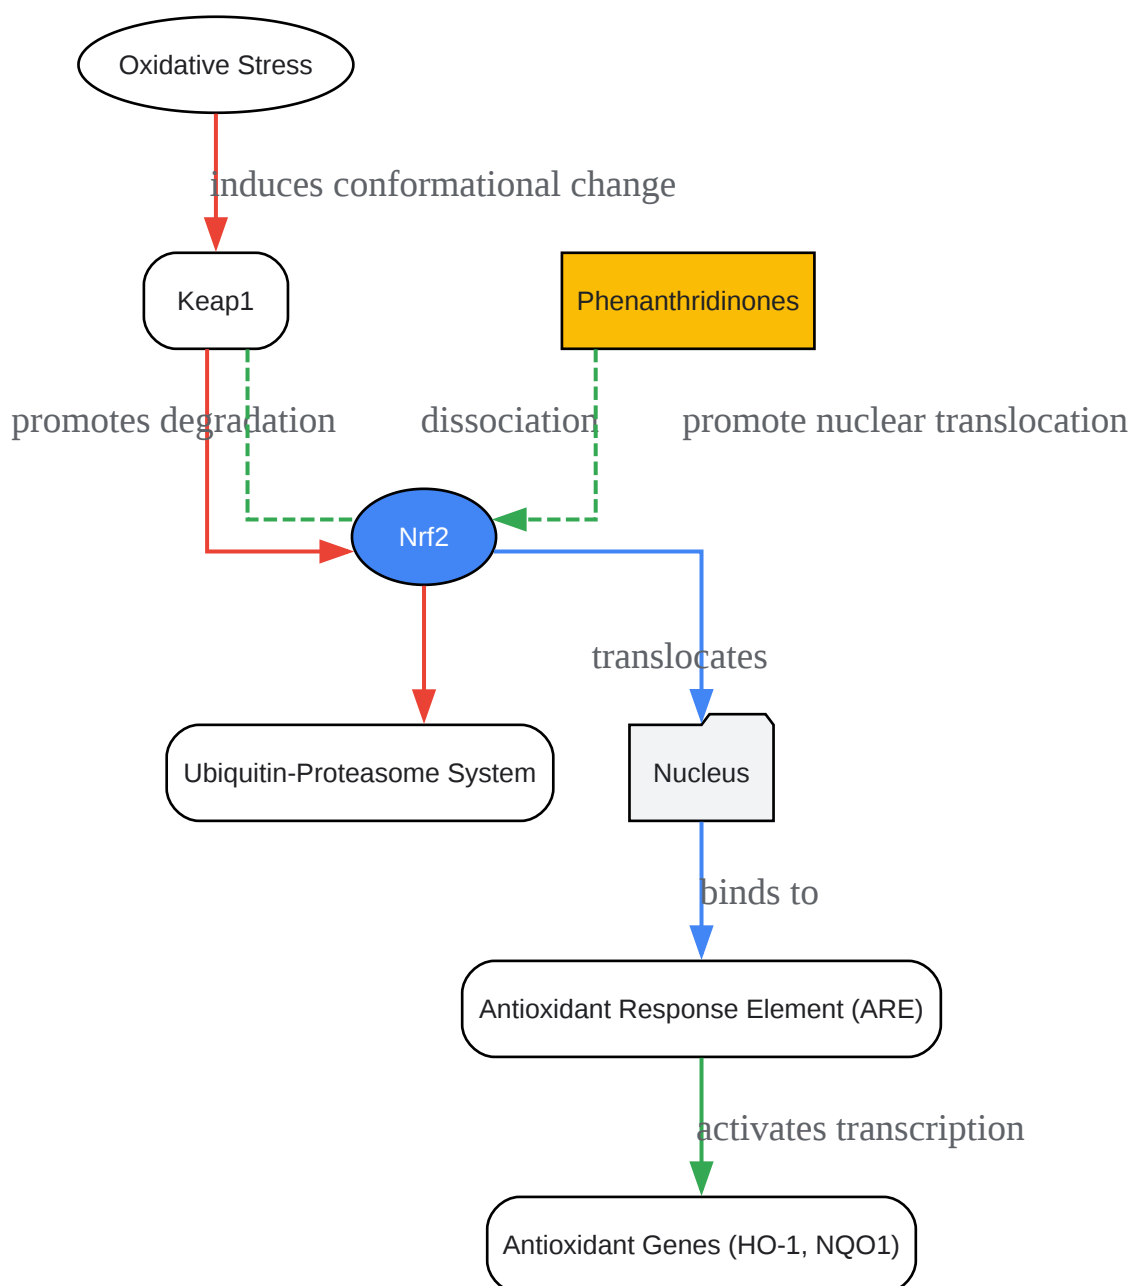 Oxidative Stress
induces conformational change
Keap1
Phenanthridinones
promotes degradation
dissociation
promote nuclear translocation
Nrf2
translocates
Ubiquitin-Proteasome System
Nucleus
binds to
Antioxidant Response Element (ARE)
activates transcription
Antioxidant Genes (HO-1, NQO1)